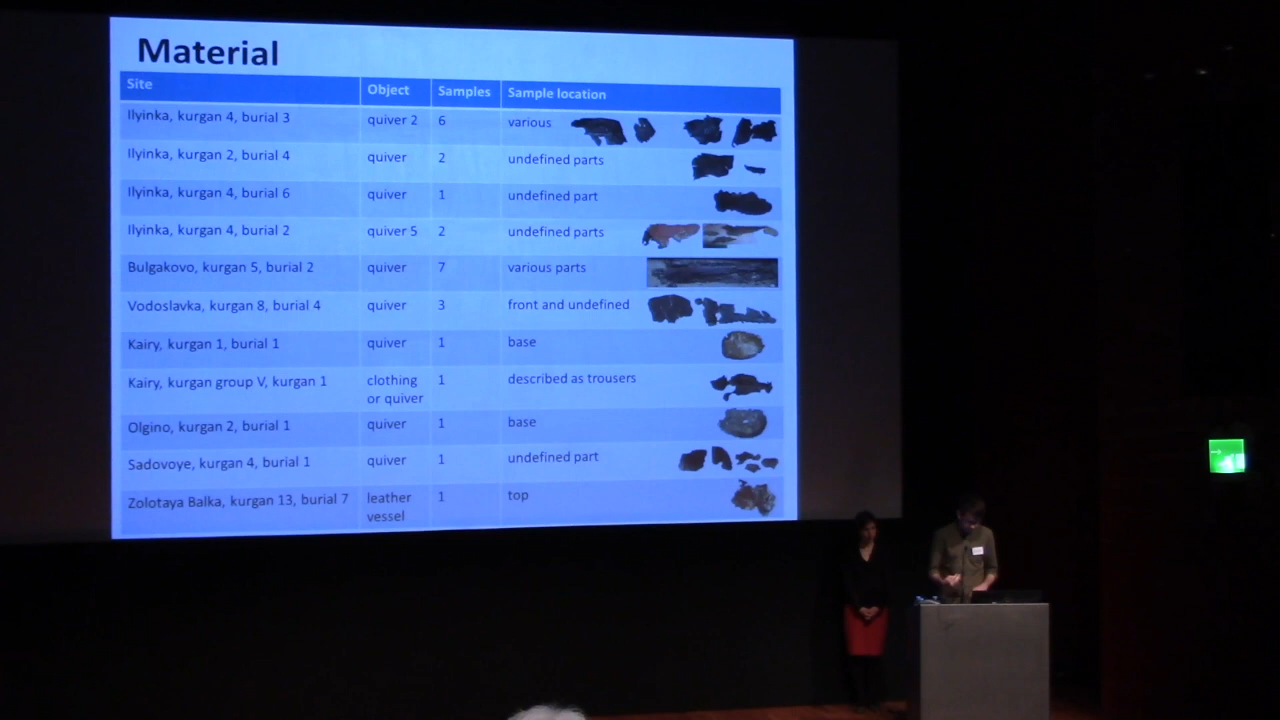 Material
Site Object Samples Sample location
Ilyinka, kurgan 4, burial 3 quiver 2 6 various
Ilyinka, kurgan 2, burial 4 quiver 2 undefined parts
Ilyinka, kurgan 4, burial 6 quiver 1 undefined part
Ilyinka, kurgan 4, burial 2 quiver 5 2 undefined parts
Bulgakovo, kurgan 5, burial 2 quiver 7 various parts
Vodoslavka, kurgan 8, burial 4 quiver 3 front and undefined
Kairy, kurgan 1, burial 1 quiver 1 base
Kairy, kurgan group V, kurgan 1 clothing 1 described as trousers
or quiver
Olgino, kurgan 2, burial 1 quiver 1 base
Sadovoye, kurgan 4, burial 1 quiver 1 undefined part
Zolotaya Balka, kurgan 13, burial 7 leather 1 top
vessel